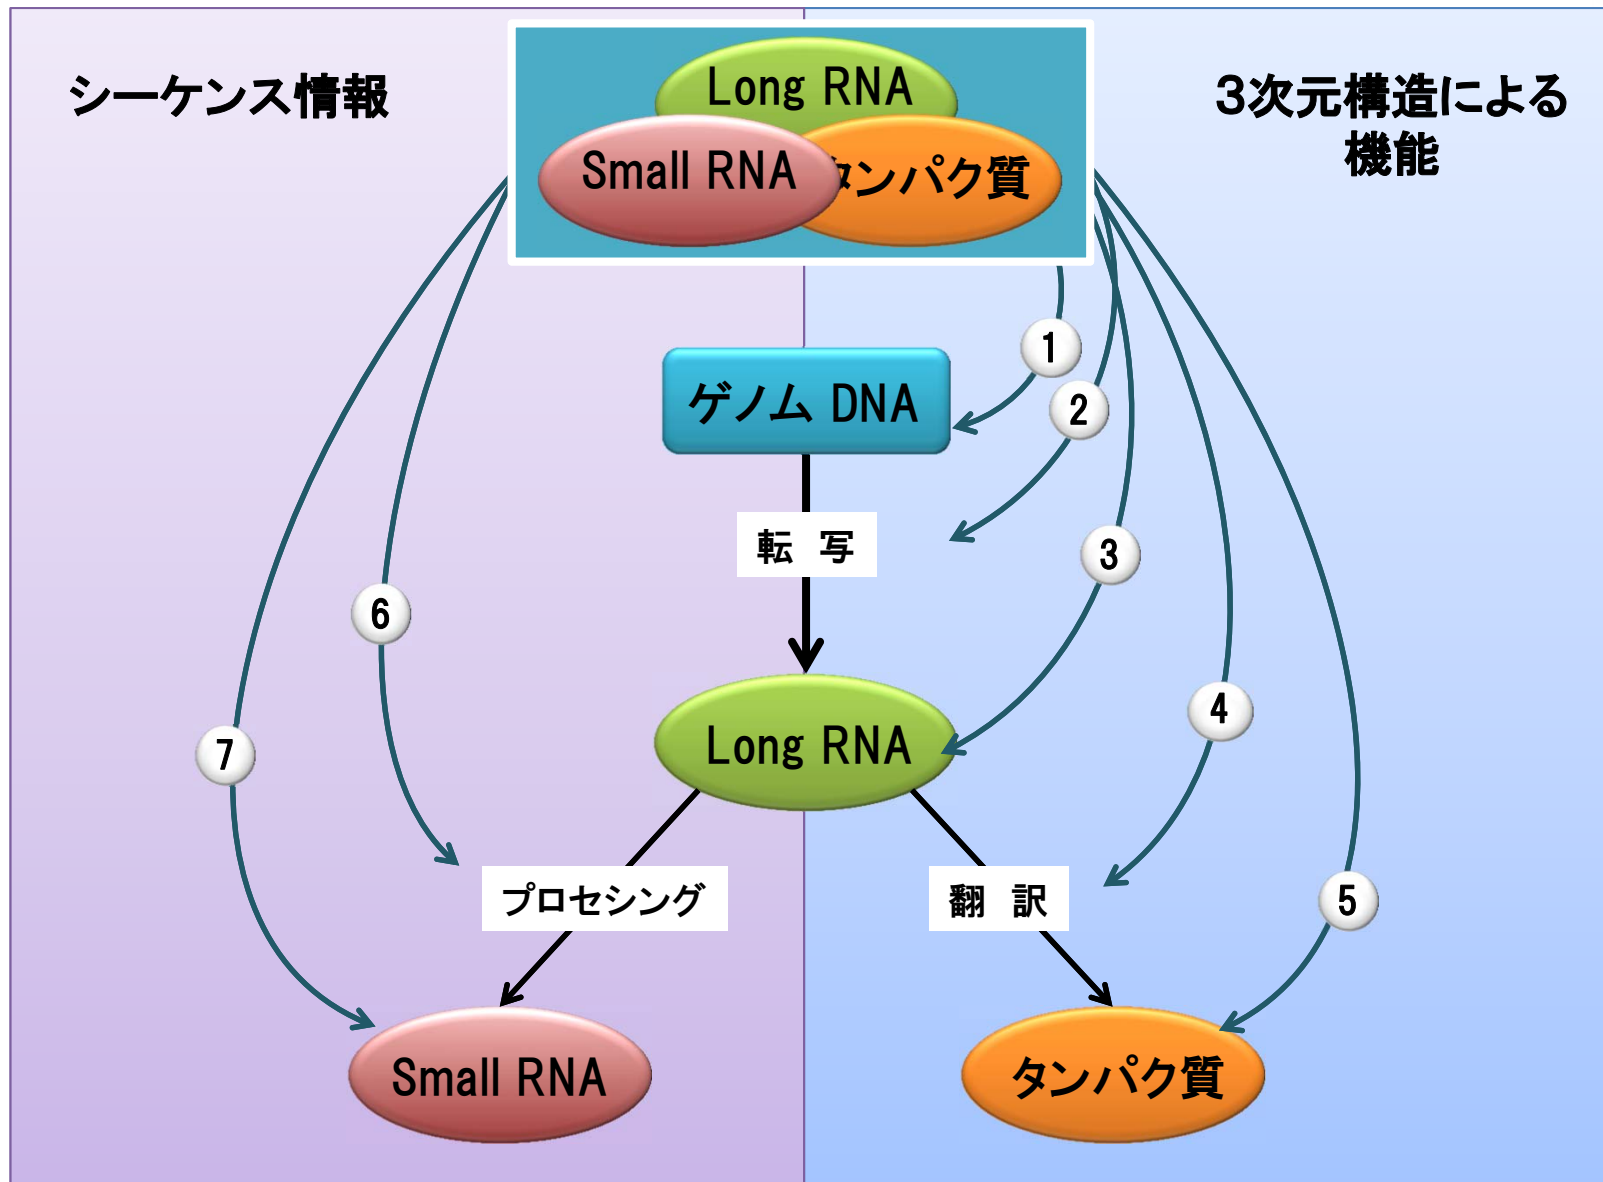 シーケンス情報
Long RNA
Small RNA
タンパク質
3次元構造による
機能
1
ゲノム DNA
2
転 写
3
6
4
Long RNA
7
プロセシング
翻 訳
5
Small RNA
タンパク質